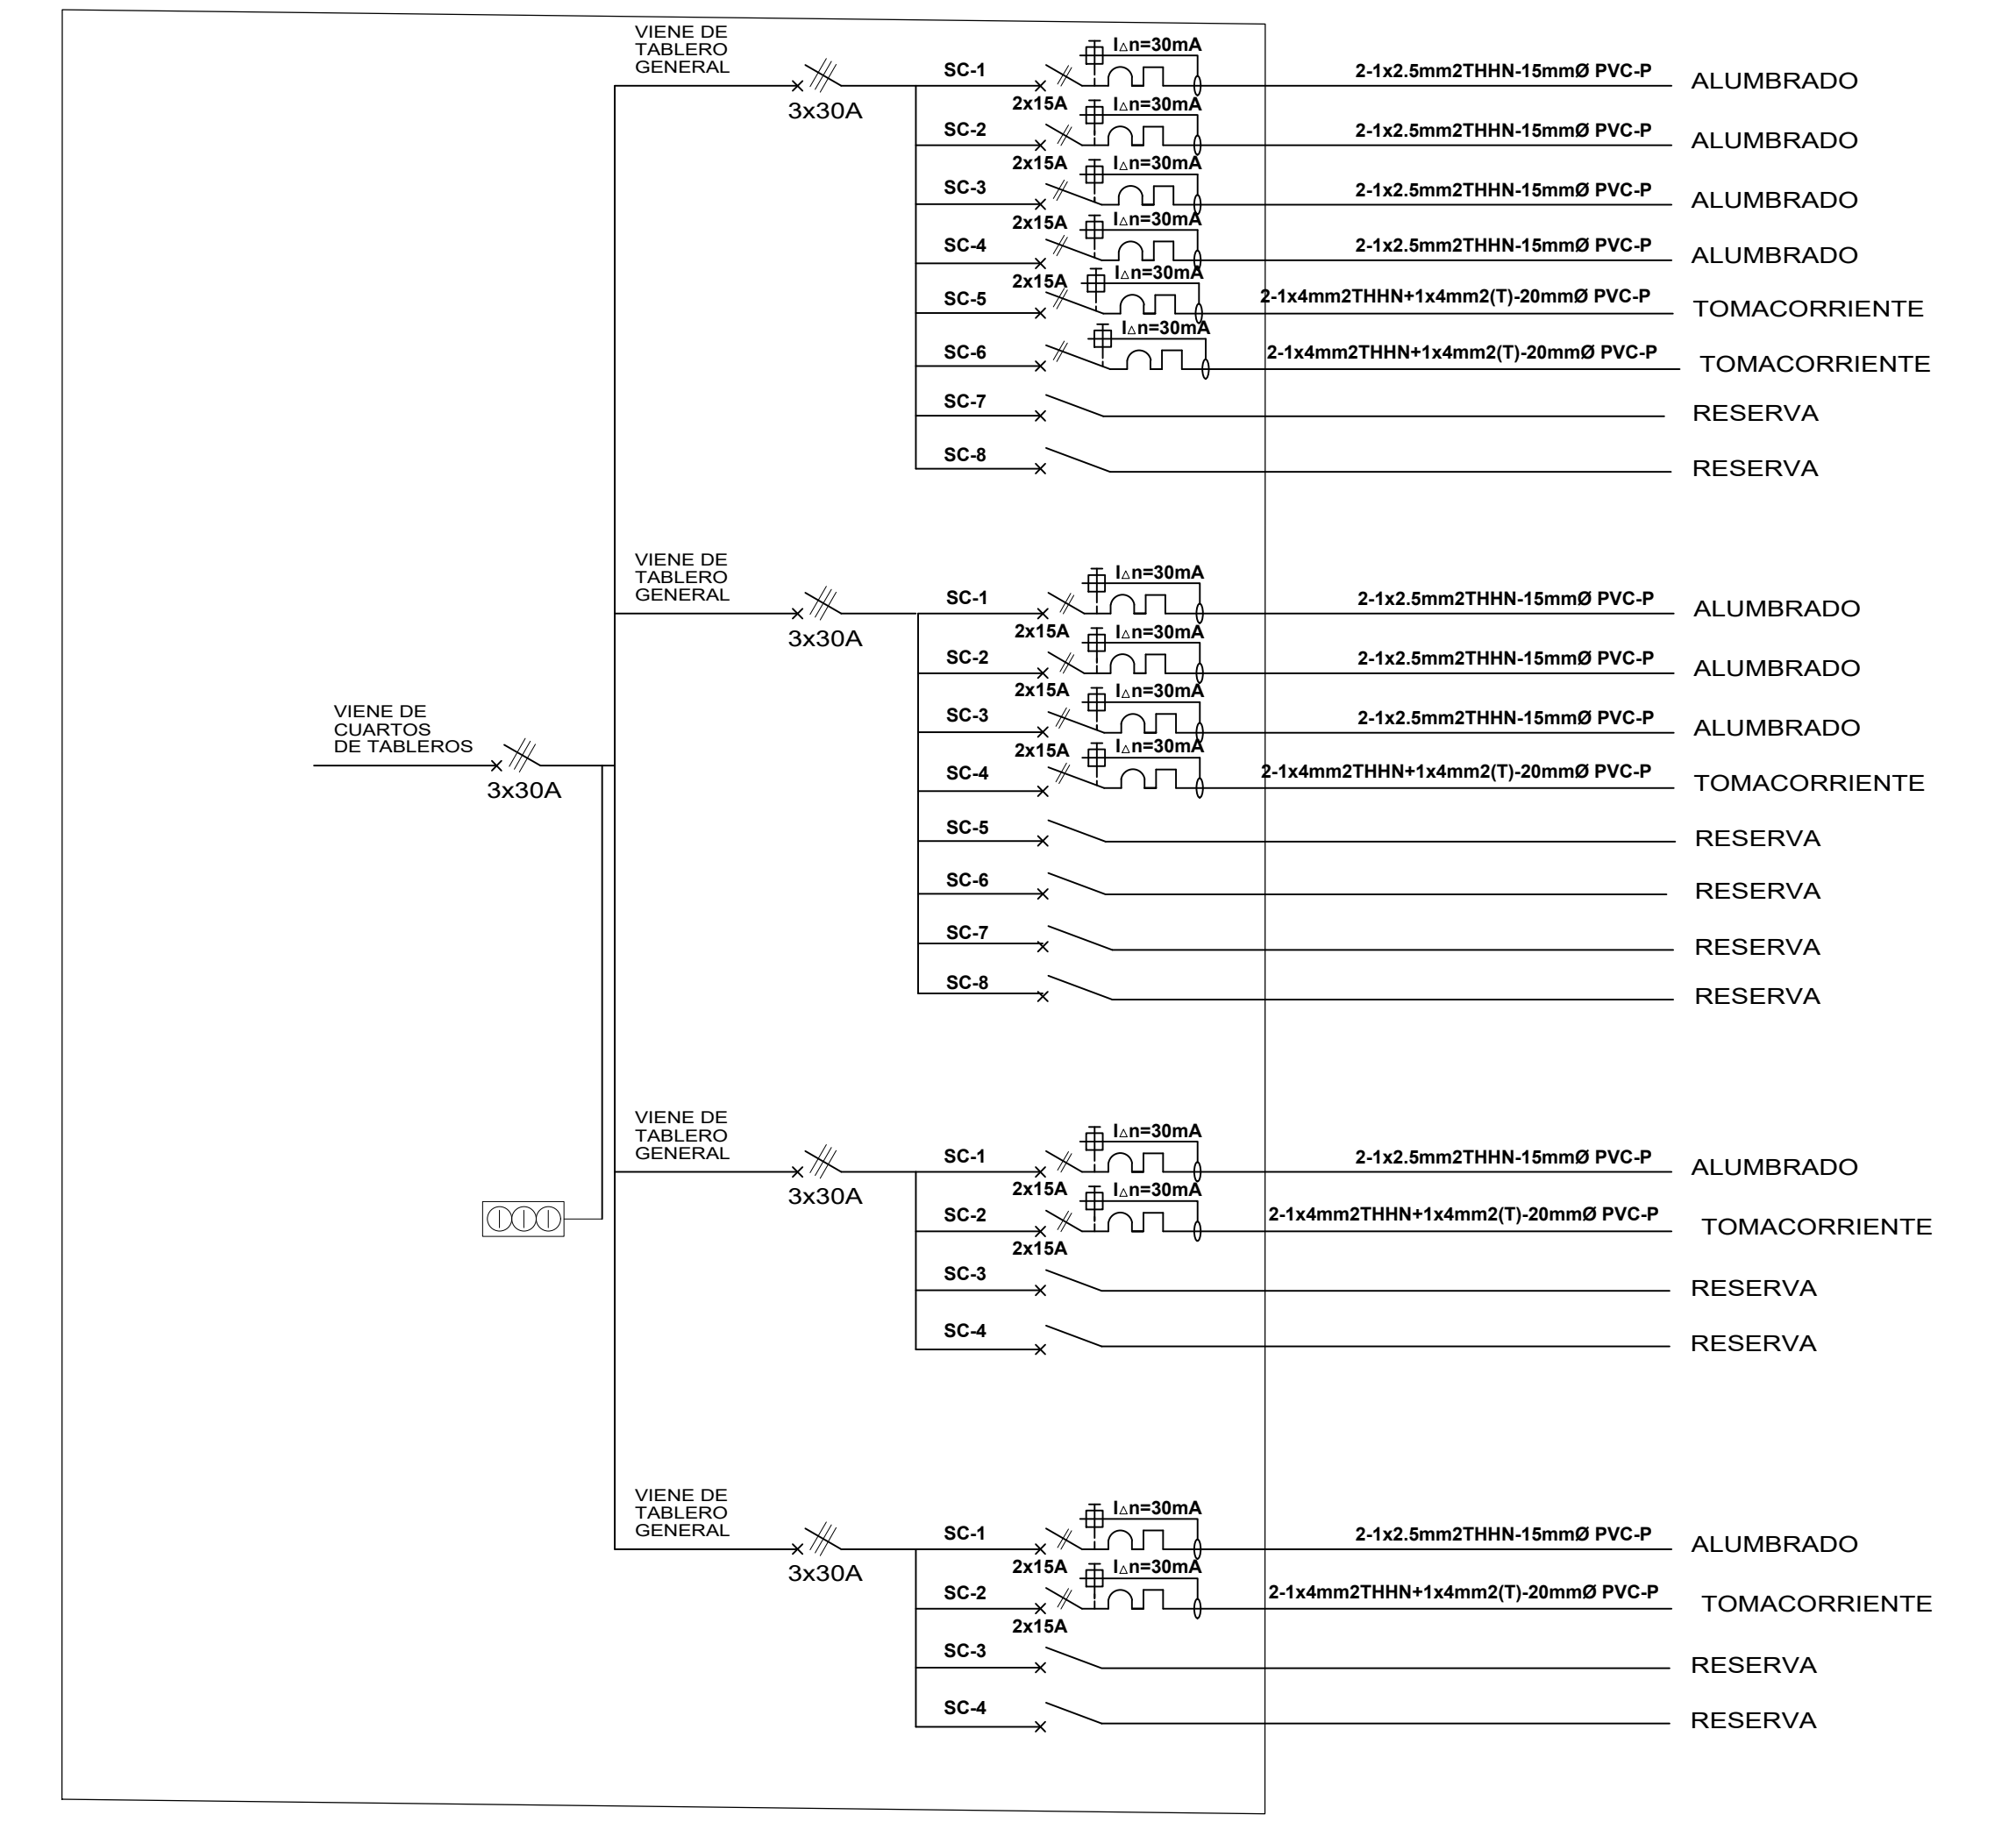 VIENE DE
TABLERO
GENERAL
3x30A
SC-1
I△n=30mA
2x15A
2-1x2.5mm2THHN-15mmØ PVC-P
ALUMBRADO
SC-2
I△n=30mA
2x15A
2-1x2.5mm2THHN-15mmØ PVC-P
ALUMBRADO
SC-3
I△n=30mA
2x15A
2-1x2.5mm2THHN-15mmØ PVC-P
ALUMBRADO
SC-4
I△n=30mA
2x15A
2-1x2.5mm2THHN-15mmØ PVC-P
ALUMBRADO
SC-5
I△n=30mA
2-1x4mm2THHN+1x4mm2(T)-20mmØ PVC-P
TOMACORRIENTE
SC-6
I△n=30mA
2-1x4mm2THHN+1x4mm2(T)-20mmØ PVC-P
TOMACORRIENTE
SC-7
RESERVA
SC-8
RESERVA
VIENE DE
TABLERO
GENERAL
3x30A
SC-1
I△n=30mA
2x15A
2-1x2.5mm2THHN-15mmØ PVC-P
ALUMBRADO
SC-2
I△n=30mA
2x15A
2-1x2.5mm2THHN-15mmØ PVC-P
ALUMBRADO
SC-3
I△n=30mA
2x15A
2-1x2.5mm2THHN-15mmØ PVC-P
ALUMBRADO
SC-4
I△n=30mA
2-1x4mm2THHN+1x4mm2(T)-20mmØ PVC-P
TOMACORRIENTE
SC-5
RESERVA
SC-6
RESERVA
SC-7
RESERVA
SC-8
RESERVA
VIENE DE
CUARTOS
DE TABLEROS
3x30A
VIENE DE
TABLERO
GENERAL
3x30A
SC-1
I△n=30mA
2x15A
2-1x2.5mm2THHN-15mmØ PVC-P
ALUMBRADO
SC-2
I△n=30mA
2x15A
2-1x4mm2THHN+1x4mm2(T)-20mmØ PVC-P
TOMACORRIENTE
SC-3
RESERVA
SC-4
RESERVA
VIENE DE
TABLERO
GENERAL
3x30A
SC-1
I△n=30mA
2x15A
2-1x2.5mm2THHN-15mmØ PVC-P
ALUMBRADO
SC-2
I△n=30mA
2x15A
2-1x4mm2THHN+1x4mm2(T)-20mmØ PVC-P
TOMACORRIENTE
SC-3
RESERVA
SC-4
RESERVA